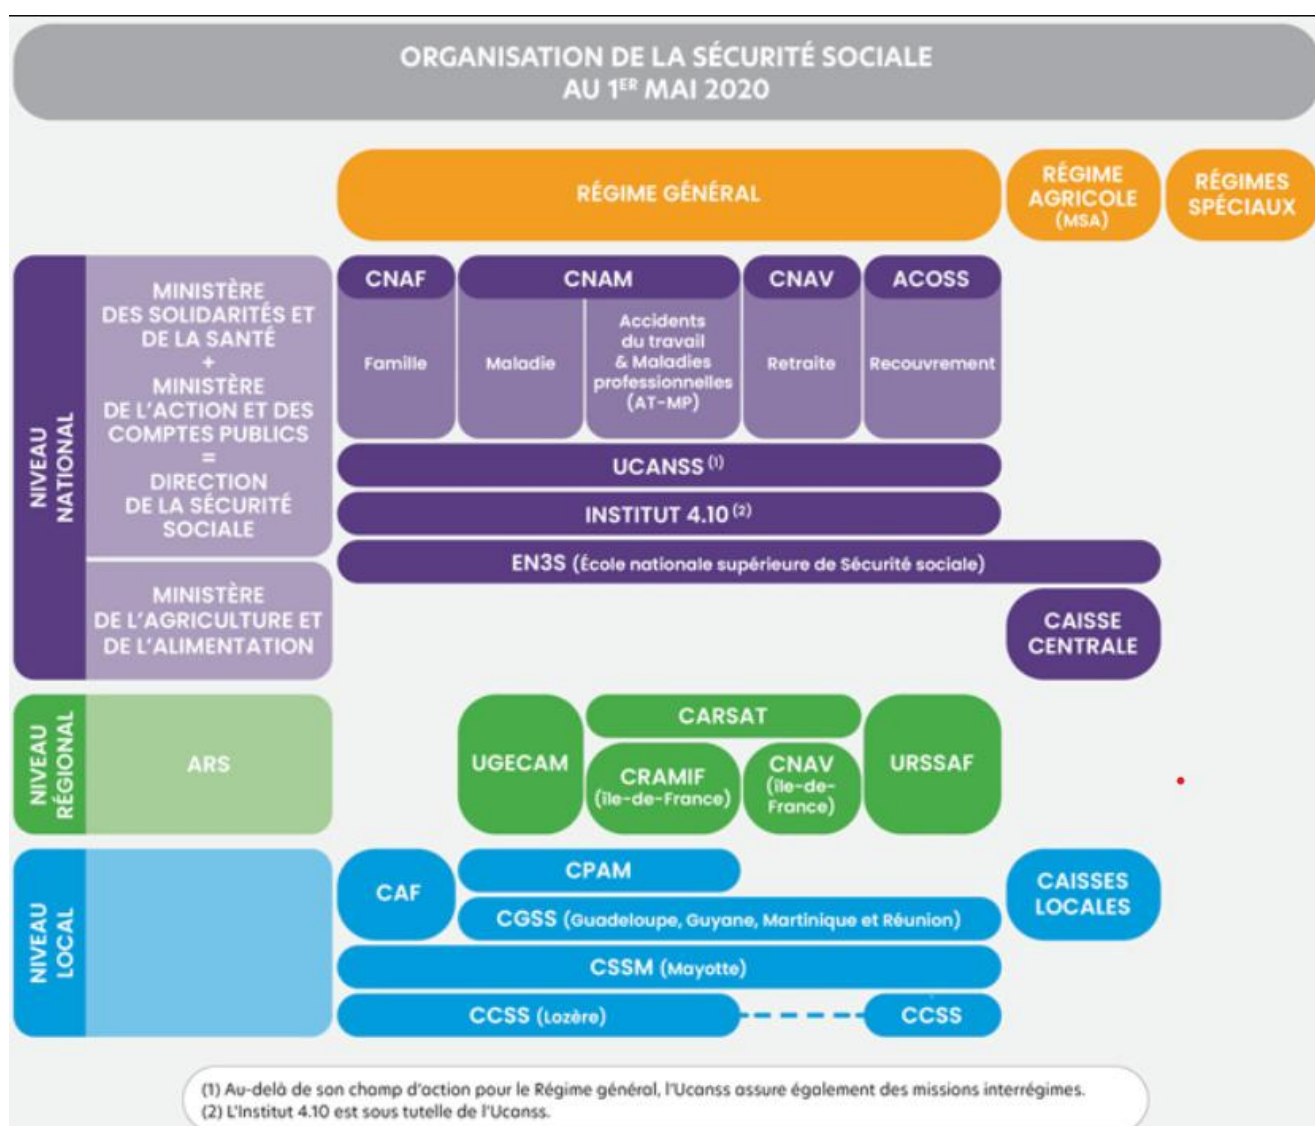 ORGANISATION DE LA SÉCURITÉ SOCIALE
AU 1ER MAI 2020
RÉGIME GÉNÉRAL
RÉGIME
AGRICOLE
(MSA)
RÉGIMES
SPÉCIAUX
NIVEAU
NATIONAL
MINISTÈRE
DES SOLIDARITÉS ET
DE LA SANTÉ
+
MINISTÈRE
DE L'ACTION ET DES
COMPTES PUBLICS
=
DIRECTION
DE LA SÉCURITÉ
SOCIALE
MINISTÈRE
DE L'AGRICULTURE ET
DE L'ALIMENTATION
CNAF
Famille
CNAM
Maladie
Accidents
du travail
& Maladies
professionnelles
(AT-MP)
CNAV
Retraite
ACOSS
Recouvrement
UCANSS (1)
INSTITUT 4.10 (2)
EN3S (École nationale supérieure de Sécurité sociale)
CAISSE
CENTRALE
NIVEAU
RÉGIONAL
ARS
UGECAM
CARSAT
CRAMIF
(île-de-France)
CNAV
(île-de-
France)
URSSAF
NIVEAU
LOCAL
CAF
CPAM
CGSS (Guadeloupe, Guyane, Martinique et Réunion)
CSSM (Mayotte)
CCSS (Lozère)
CCSS
CAISSES
LOCALES
(1) Au-delà de son champ d'action pour le Régime général, l'Ucanss assure également des missions interrégimes.
(2) L'Institut 4.10 est sous tutelle de l'Ucanss.